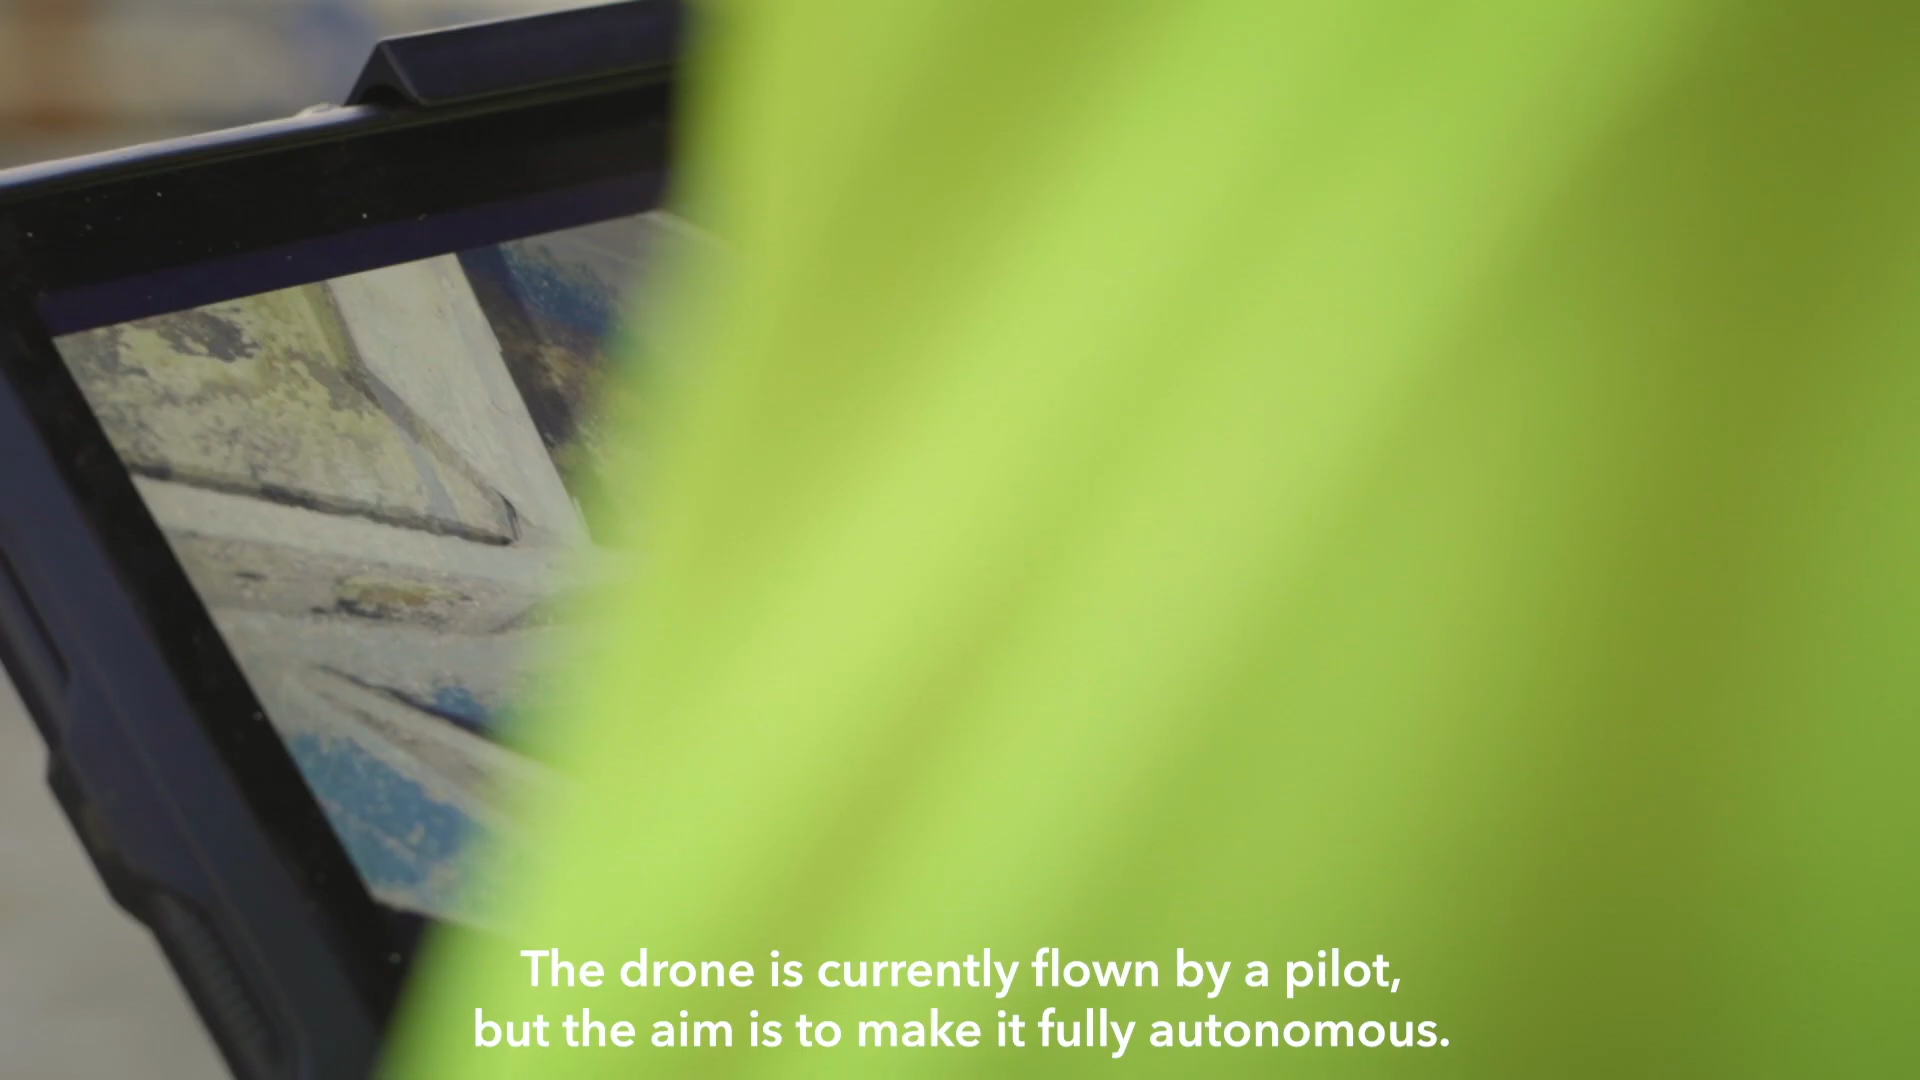 The drone is currently flown by a pilot,
but the aim is to make it fully autonomous.